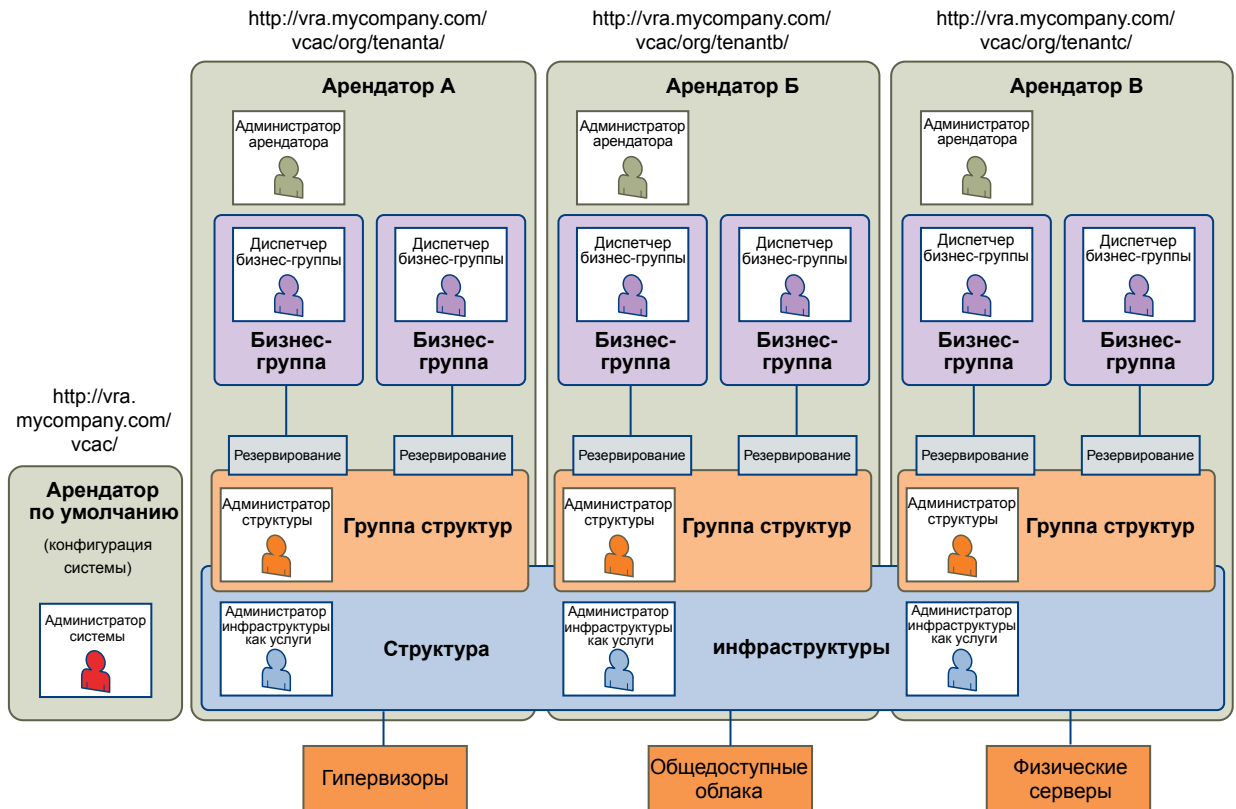 http://vra.mycompany.com/
vcac/org/tenanta/
http://vra.mycompany.com/
vcac/org/tenantb/
http://vra.mycompany.com/
vcac/org/tenantc/
Арендатор А
Арендатор Б
Арендатор В
Администратор
арендатора
Администратор
арендатора
Администратор
арендатора
Диспетчер
бизнес-группы
Бизнес-
группа
Диспетчер
бизнес-группы
Бизнес-
группа
Диспетчер
бизнес-группы
Бизнес-
группа
Диспетчер
бизнес-группы
Бизнес-
группа
Диспетчер
бизнес-группы
Бизнес-
группа
Диспетчер
бизнес-группы
Бизнес-
группа
http://vra.
mycompany.com/
vcac/
Арендатор
по умолчанию
(конфигурация
системы)
Администратор
системы
Резервирование
Резервирование
Резервирование
Резервирование
Резервирование
Резервирование
Администратор
структуры
Группа структур
Администратор
структуры
Группа структур
Администратор
структуры
Группа структур
Администратор
инфраструктуры
как услуги
Структура
Администратор
инфраструктуры
как услуги
инфраструктуры
Администратор
инфраструктуры
как услуги
Гипервизоры
Общедоступные
облака
Физические
серверы